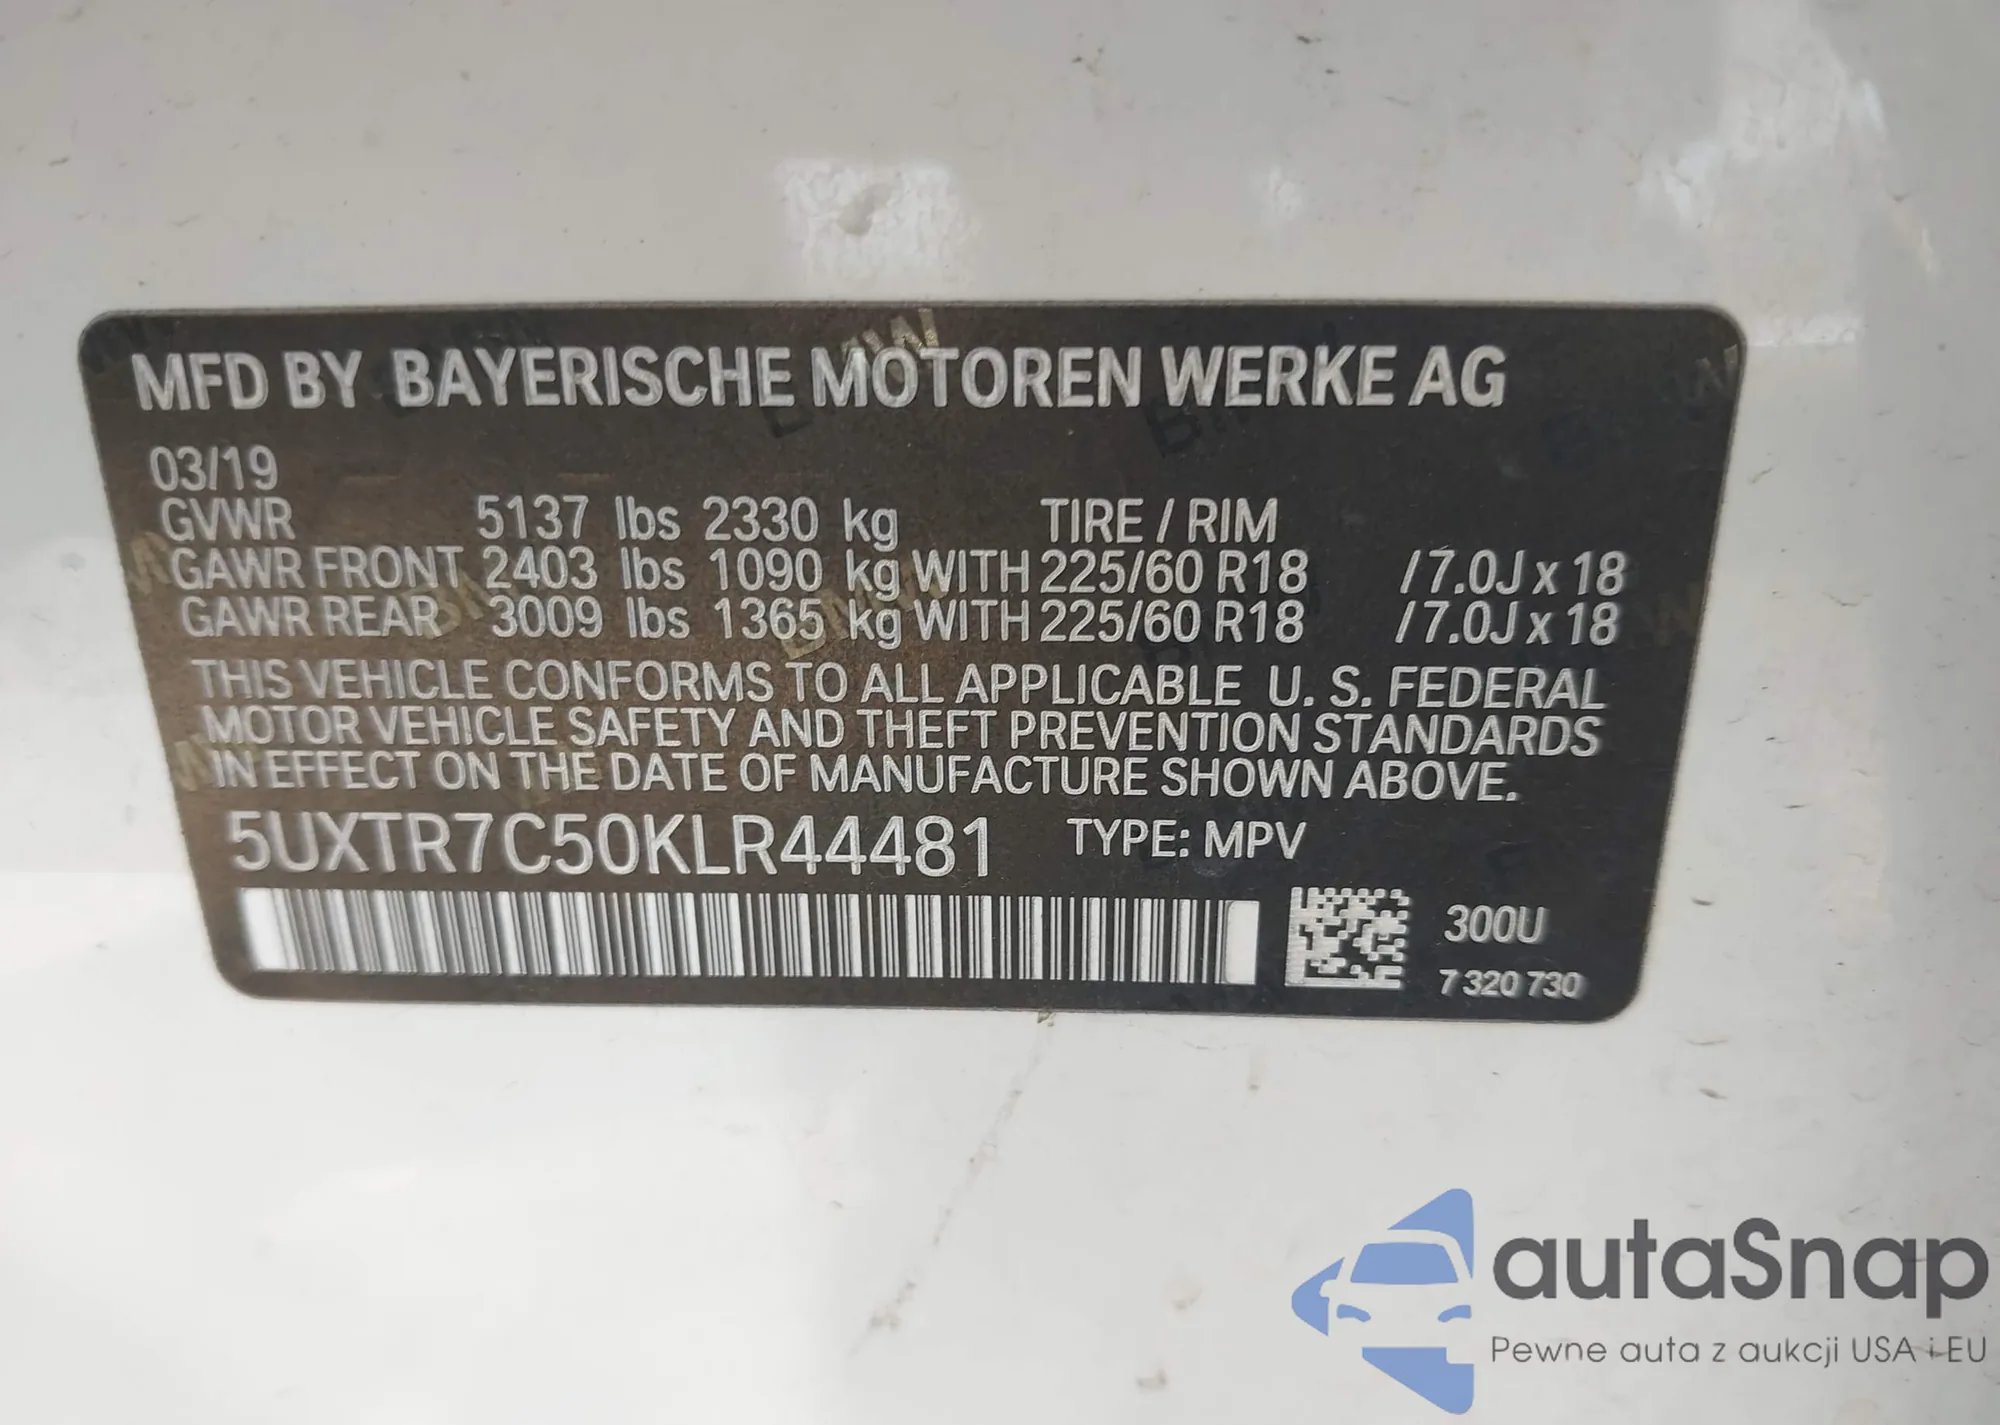 MFD BY BAYERISCHE MOTOREN WERKE AG
03/19
GVWR 5137 lbs 2330 kg TIRE / RIM
GAWR FRONT 2403 lbs 1090 kg WITH 225/60 R18 / 7.0J x 18
GAWR REAR 3009 lbs 1365 kg WITH 225/60 R18 / 7.0J x 18
THIS VEHICLE CONFORMS TO ALL APPLICABLE U. S. FEDERAL
MOTOR VEHICLE SAFETY AND THEFT PREVENTION STANDARDS
IN EFFECT ON THE DATE OF MANUFACTURE SHOWN ABOVE.
5UXTR7C50KLR44481 TYPE: MPV
300U
7 320 730
autaSnap
Pewne auta z aukcji USA i EU